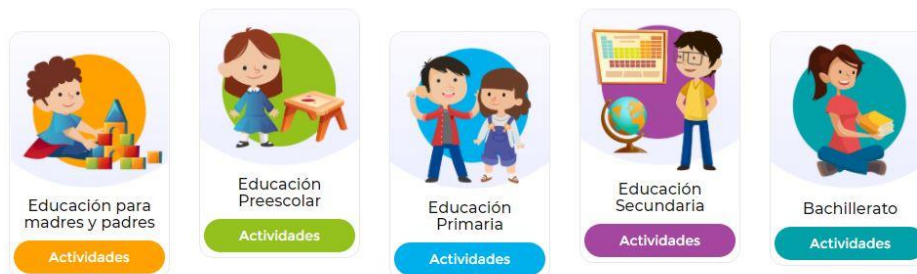 Educación para
madres y padres
Actividades
Educación
Preescolar
Actividades
Educación
Primaria
Actividades
Educación
Secundaria
Actividades
Bachillerato
Actividades